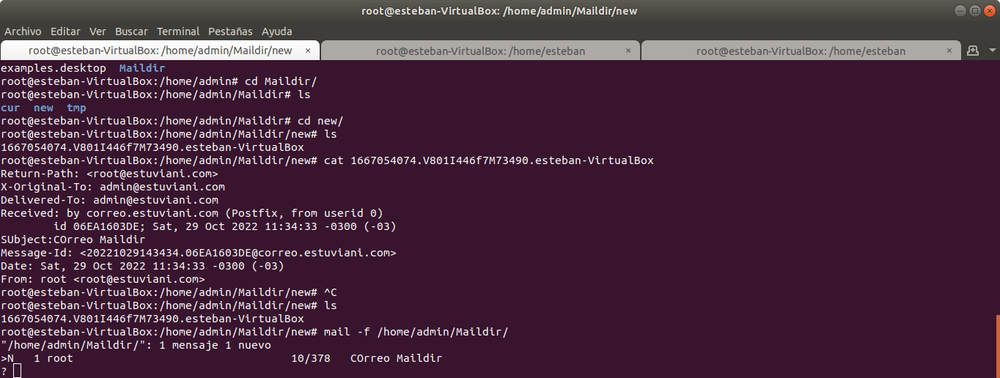 root@esteban-VirtualBox: /home/admin/Maildir/new
Archivo Editar Ver Buscar Terminal Pestañas Ayuda
root@esteban-VirtualBox: /home/admin/Maildir/new × root@esteban-VirtualBox: /home/esteban × root@esteban-VirtualBox: /home/esteban ×
examples.desktop  Maildir
root@esteban-VirtualBox:/home/admin# cd Maildir/
root@esteban-VirtualBox:/home/admin/Maildir# ls
cur  new  tmp
root@esteban-VirtualBox:/home/admin/Maildir# cd new/
root@esteban-VirtualBox:/home/admin/Maildir/new# ls
1667054074.V801I446f7M73490.esteban-VirtualBox
root@esteban-VirtualBox:/home/admin/Maildir/new# cat 1667054074.V801I446f7M73490.esteban-VirtualBox
Return-Path: <root@estuviani.com>
X-Original-To: admin@estuviani.com
Delivered-To: admin@estuviani.com
Received: by correo.estuviani.com (Postfix, from userid 0)
        id 06EA1603DE; Sat, 29 Oct 2022 11:34:33 -0300 (-03)
SUbject:COrreo Maildir
Message-Id: <20221029143434.06EA1603DE@correo.estuviani.com>
Date: Sat, 29 Oct 2022 11:34:33 -0300 (-03)
From: root <root@estuviani.com>
root@esteban-VirtualBox:/home/admin/Maildir/new# ^C
root@esteban-VirtualBox:/home/admin/Maildir/new# ls
1667054074.V801I446f7M73490.esteban-VirtualBox
root@esteban-VirtualBox:/home/admin/Maildir/new# mail -f /home/admin/Maildir/
"/home/admin/Maildir/": 1 mensaje 1 nuevo
>N   1 root                                 10/378   COrreo Maildir
?